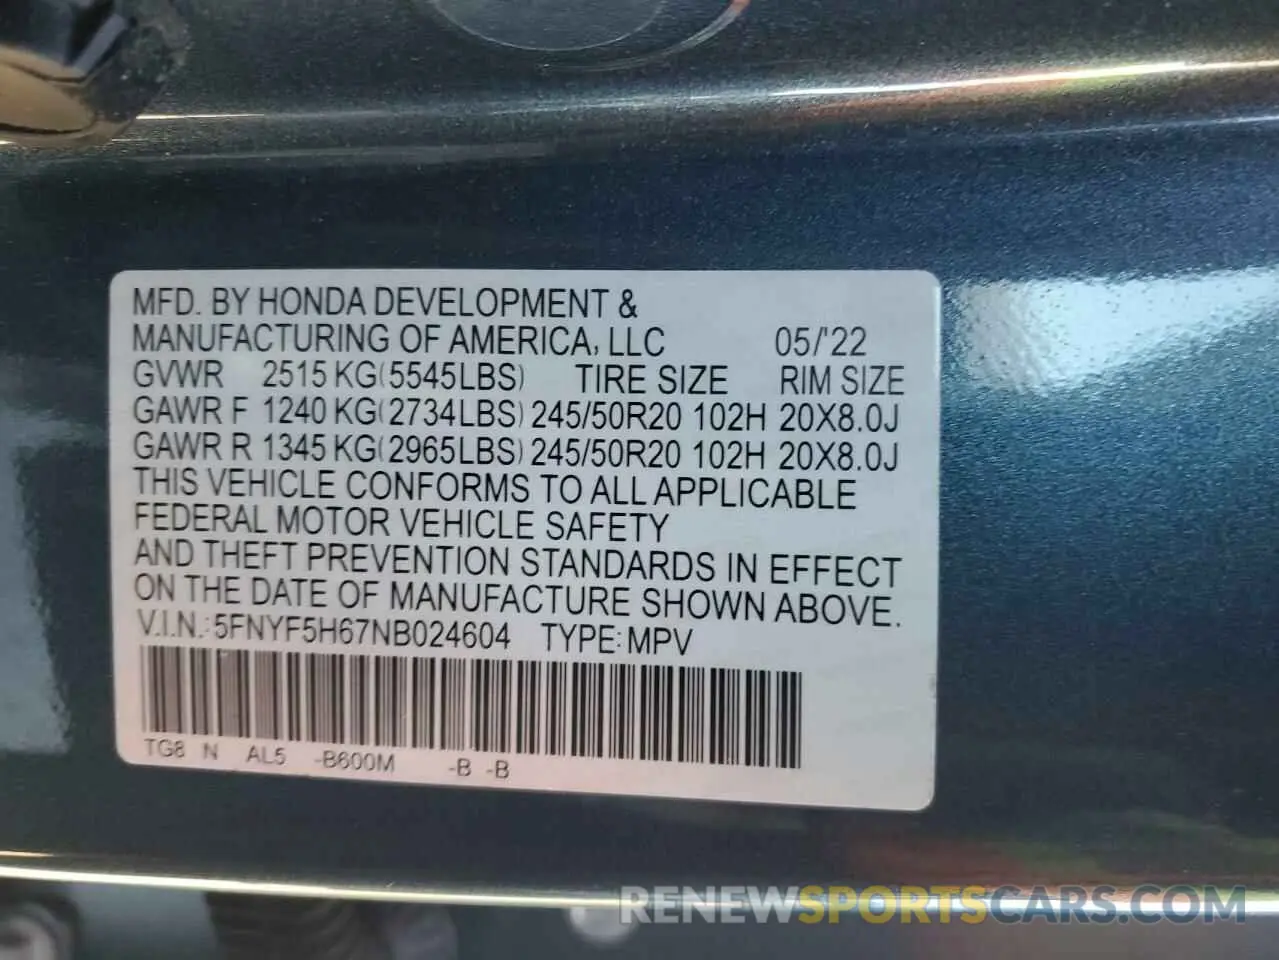 MFD. BY HONDA DEVELOPMENT &
MANUFACTURING OF AMERICA, LLC 05/'22
GVWR 2515 KG(5545LBS) TIRE SIZE RIM SIZE
GAWR F 1240 KG(2734LBS) 245/50R20 102H 20X8.0J
GAWR R 1345 KG(2965LBS) 245/50R20 102H 20X8.0J
THIS VEHICLE CONFORMS TO ALL APPLICABLE
FEDERAL MOTOR VEHICLE SAFETY
AND THEFT PREVENTION STANDARDS IN EFFECT
ON THE DATE OF MANUFACTURE SHOWN ABOVE.
V.I.N.: 5FNYF5H67NB024604 TYPE: MPV
TG8 N AL5 -B600M -B -B
RENEWSPORTSCARS.COM